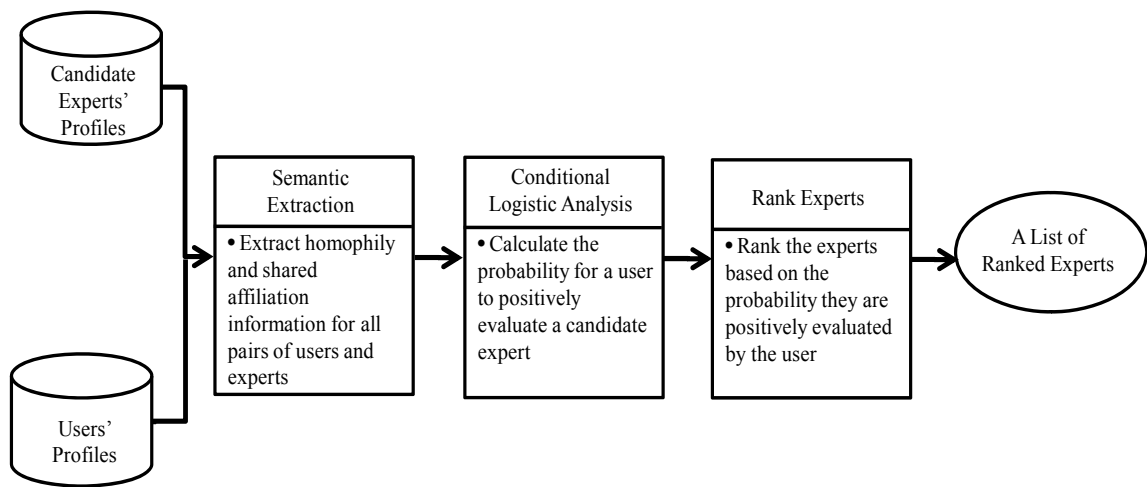 Candidate
Experts’
Profiles
Users’
Profiles
Semantic
Extraction
• Extract homophily
and shared
affiliation
information for all
pairs of users and
experts
Conditional
Logistic Analysis
• Calculate the
probability for a user
to positively
evaluate a candidate
expert
Rank Experts
• Rank the experts
based on the
probability they are
positively evaluated
by the user
A List of
Ranked Experts